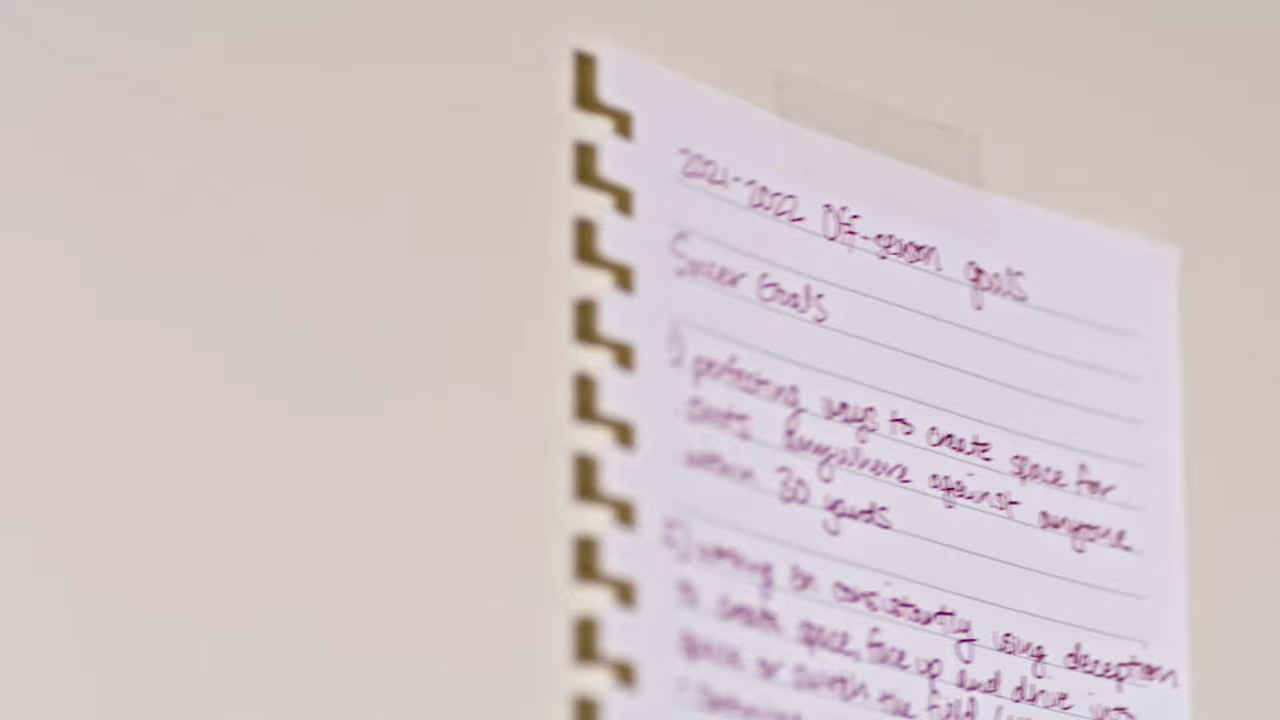 2021-2022 Off-season goals
Soccer Goals
1) perfecting ways to create space for
shots Anywhere against anyone
within 30 yards
2) working on consistently using deception
to create space, face up and drive into
space or switch the field